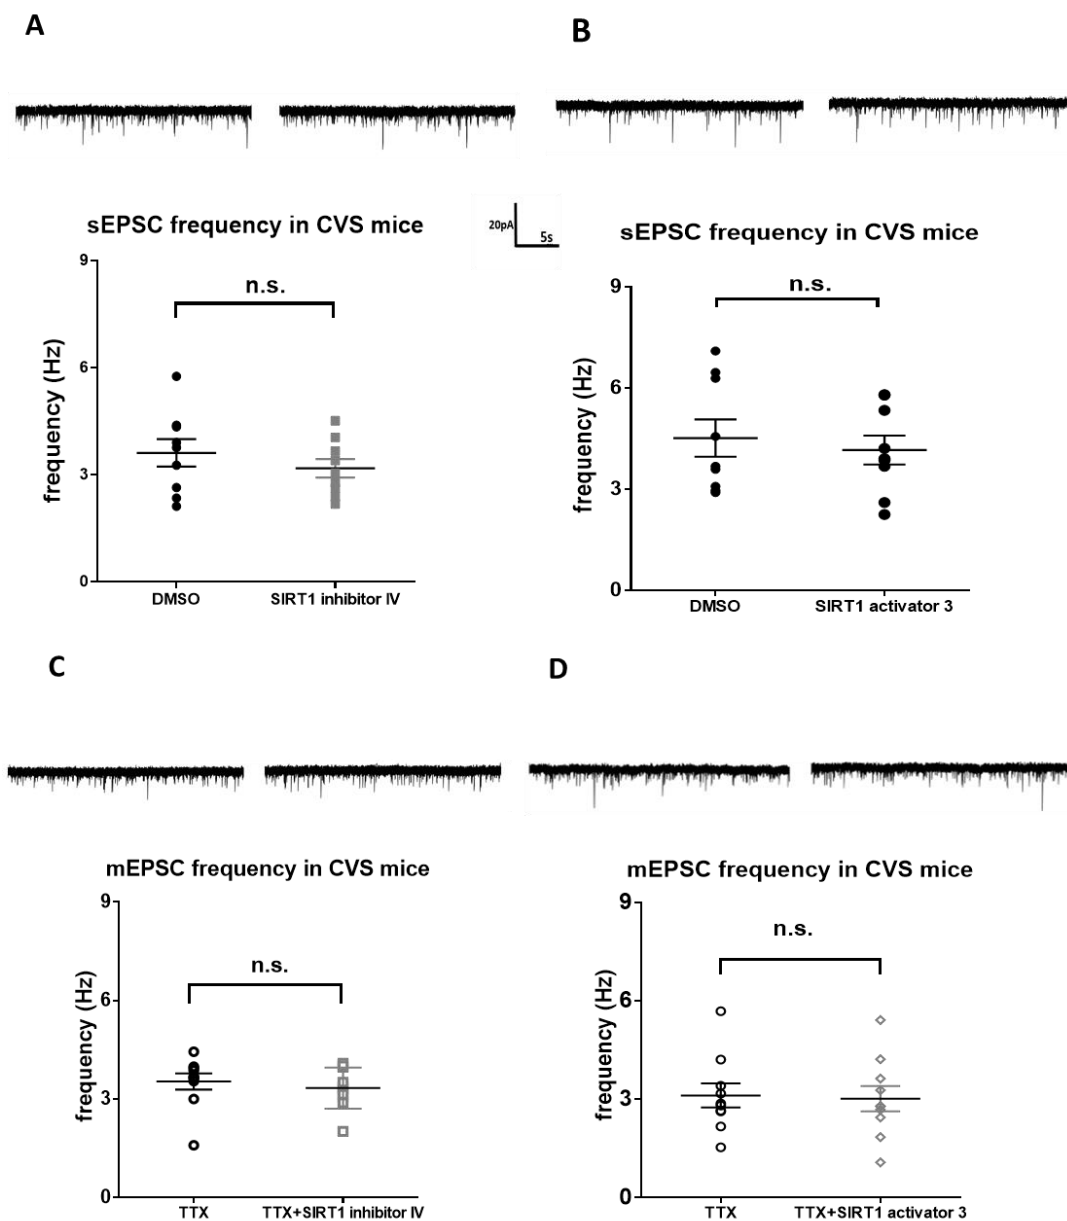 A
B
sEPSC frequency in CVS mice
20pA
5s
sEPSC frequency in CVS mice
9
n.s.
6
frequency (Hz)
3
0
DMSO
SIRT1 inhibitor IV
9
n.s.
6
frequency (Hz)
3
0
DMSO
SIRT1 activator 3
C
D
mEPSC frequency in CVS mice
mEPSC frequency in CVS mice
9
n.s.
6
frequency (Hz)
3
0
TTX
TTX+SIRT1 inhibitor IV
9
n.s.
6
frequency (Hz)
3
0
TTX
TTX+SIRT1 activator 3